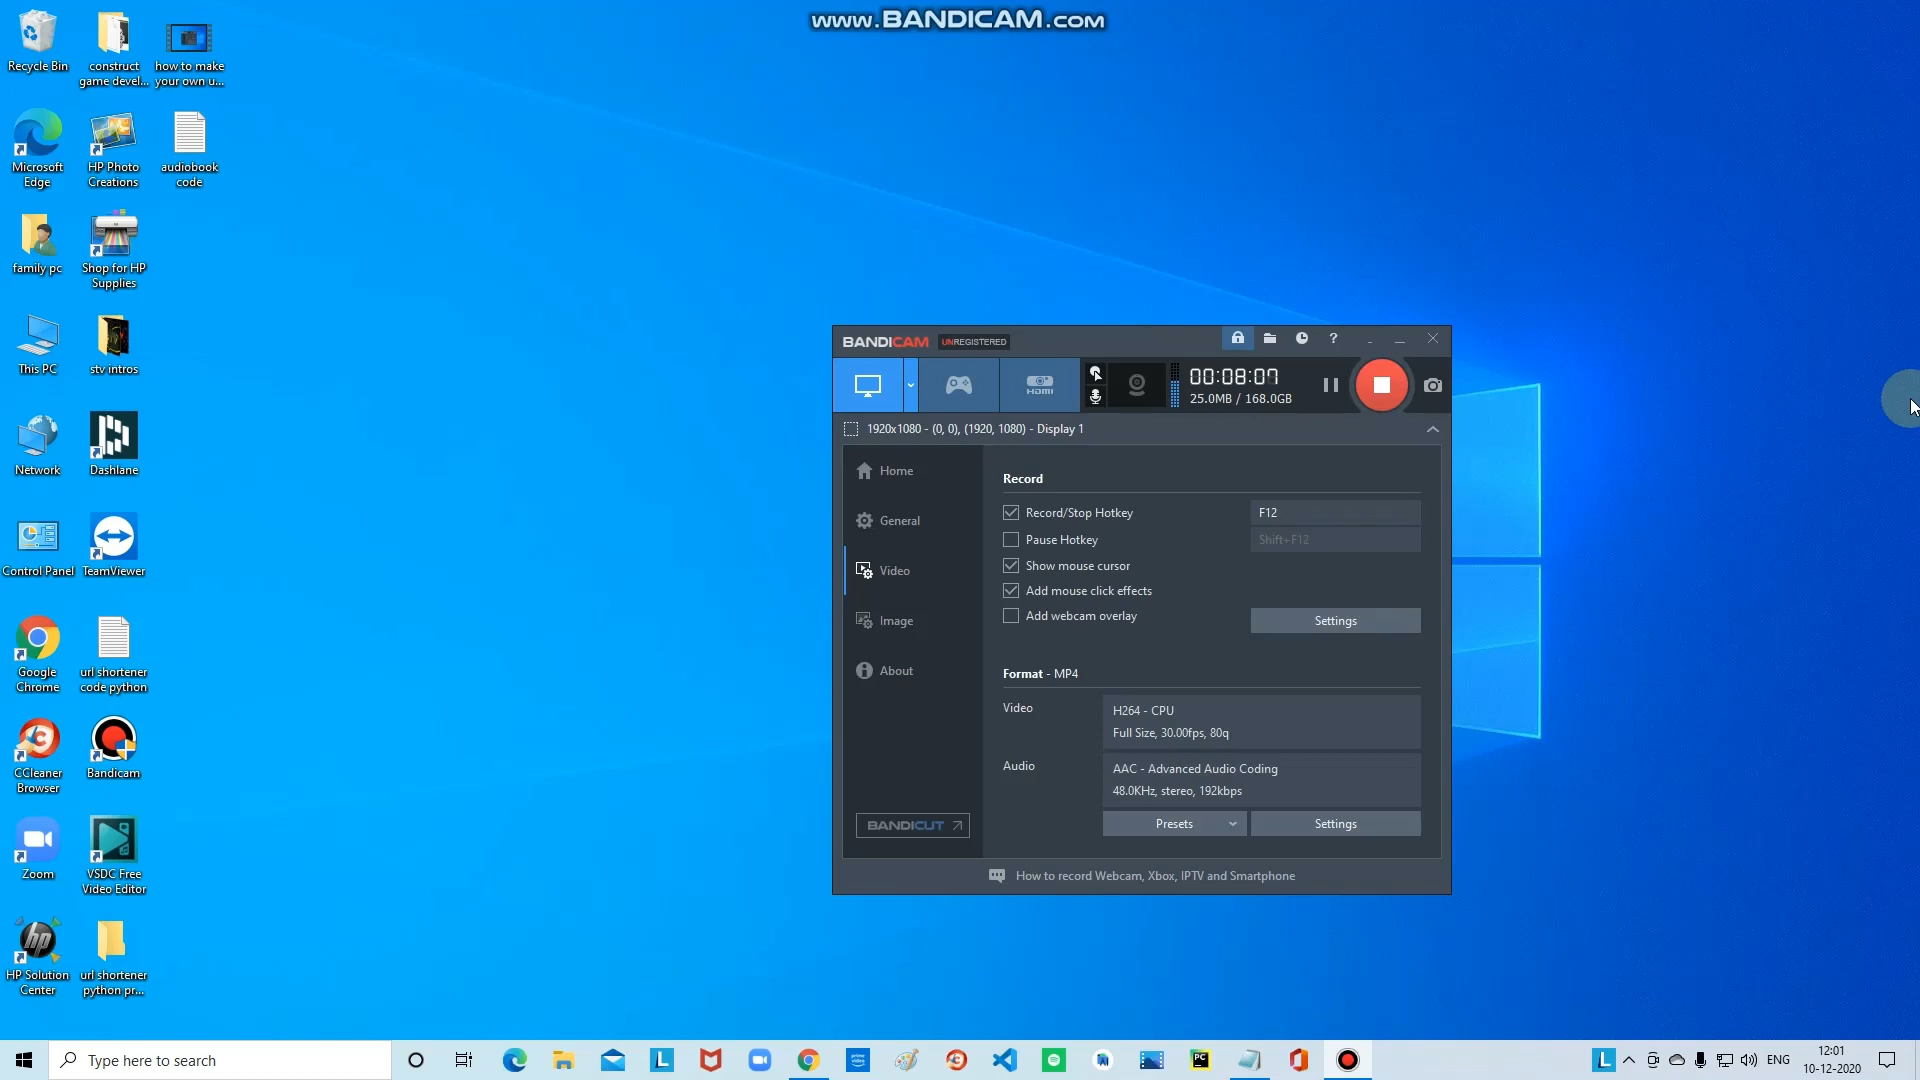 www.BANDICAM.com
Recycle Bin
construct
game devel...
how to make
your own u...
Microsoft
Edge
HP Photo
Creations
audiobook
code
family pc
Shop for HP
Supplies
This PC
stv intros
Network
Dashlane
Control Panel
TeamViewer
Google
Chrome
url shortener
code python
CCleaner
Browser
Bandicam
Zoom
VSDC Free
Video Editor
HP Solution
Center
url shortener
python pr...
BANDICAM UNREGISTERED
HDMI
00:08:07
25.0MB / 168.0GB
1920x1080 - (0, 0), (1920, 1080) - Display 1
Home
General
Video
Image
About
BANDICUT
Record
Record/Stop Hotkey
F12
Pause Hotkey
Shift+F12
Show mouse cursor
Add mouse click effects
Add webcam overlay
Settings
Format - MP4
Video
H264 - CPU
Full Size, 30.00fps, 80q
Audio
AAC - Advanced Audio Coding
48.0KHz, stereo, 192kbps
Presets
Settings
How to record Webcam, Xbox, IPTV and Smartphone
Type here to search
ENG
12:01
10-12-2020